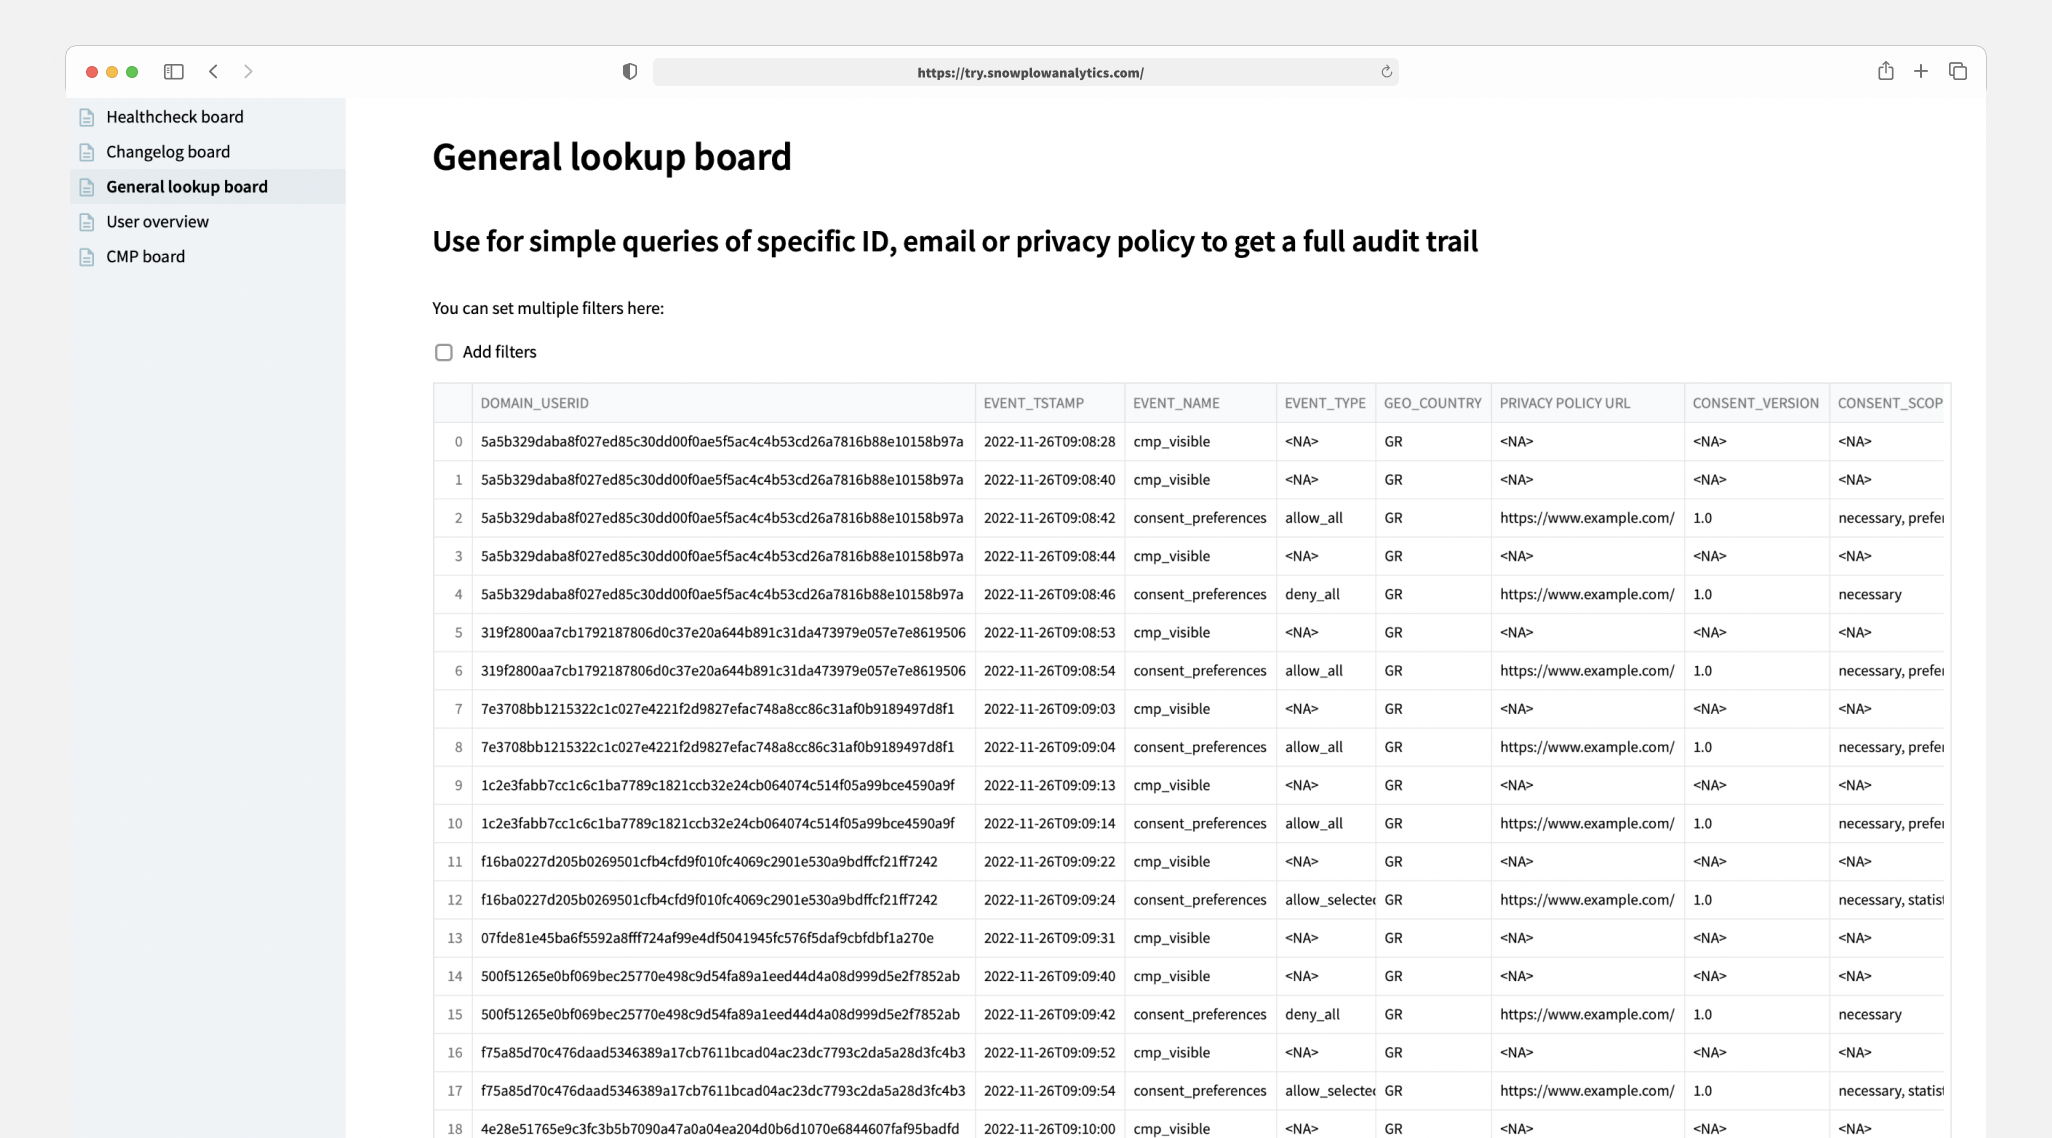 https://try.snowplowanalytics.com/
Healthcheck board
Changelog board
General lookup board
User overview
CMP board
General lookup board
Use for simple queries of specific ID, email or privacy policy to get a full audit trail
You can set multiple filters here:
Add filters
DOMAIN_USERID EVENT_TSTAMP EVENT_NAME EVENT_TYPE GEO_COUNTRY PRIVACY POLICY URL CONSENT_VERSION CONSENT_SCOP
0 5a5b329daba8f027ed85c30dd00f0ae5f5ac4c4b53cd26a7816b88e10158b97a 2022-11-26T09:08:28 cmp_visible <NA> GR <NA> <NA> <NA>
1 5a5b329daba8f027ed85c30dd00f0ae5f5ac4c4b53cd26a7816b88e10158b97a 2022-11-26T09:08:40 cmp_visible <NA> GR <NA> <NA> <NA>
2 5a5b329daba8f027ed85c30dd00f0ae5f5ac4c4b53cd26a7816b88e10158b97a 2022-11-26T09:08:42 consent_preferences allow_all GR https://www.example.com/ 1.0 necessary, prefer
3 5a5b329daba8f027ed85c30dd00f0ae5f5ac4c4b53cd26a7816b88e10158b97a 2022-11-26T09:08:44 cmp_visible <NA> GR <NA> <NA> <NA>
4 5a5b329daba8f027ed85c30dd00f0ae5f5ac4c4b53cd26a7816b88e10158b97a 2022-11-26T09:08:46 consent_preferences deny_all GR https://www.example.com/ 1.0 necessary
5 319f2800aa7cb1792187806d0c37e20a644b891c31da473979e057e7e8619506 2022-11-26T09:08:53 cmp_visible <NA> GR <NA> <NA> <NA>
6 319f2800aa7cb1792187806d0c37e20a644b891c31da473979e057e7e8619506 2022-11-26T09:08:54 consent_preferences allow_all GR https://www.example.com/ 1.0 necessary, prefer
7 7e3708bb1215322c1c027e4221f2d9827efac748a8cc86c31af0b9189497d8f1 2022-11-26T09:09:03 cmp_visible <NA> GR <NA> <NA> <NA>
8 7e3708bb1215322c1c027e4221f2d9827efac748a8cc86c31af0b9189497d8f1 2022-11-26T09:09:04 consent_preferences allow_all GR https://www.example.com/ 1.0 necessary, prefer
9 1c2e3fabb7cc1c6c1ba7789c1821ccb32e24cb064074c514f05a99bce4590a9f 2022-11-26T09:09:13 cmp_visible <NA> GR <NA> <NA> <NA>
10 1c2e3fabb7cc1c6c1ba7789c1821ccb32e24cb064074c514f05a99bce4590a9f 2022-11-26T09:09:14 consent_preferences allow_all GR https://www.example.com/ 1.0 necessary, prefer
11 f16ba0227d205b0269501cfb4cfd9f010fc4069c2901e530a9bdffcf21ff7242 2022-11-26T09:09:22 cmp_visible <NA> GR <NA> <NA> <NA>
12 f16ba0227d205b0269501cfb4cfd9f010fc4069c2901e530a9bdffcf21ff7242 2022-11-26T09:09:24 consent_preferences allow_selected GR https://www.example.com/ 1.0 necessary, statist
13 07fde81e45ba6f5592a8fff724af99e4df5041945fc576f5daf9cbfdbf1a270e 2022-11-26T09:09:31 cmp_visible <NA> GR <NA> <NA> <NA>
14 500f51265e0bf069bec25770e498c9d54fa89a1eed44d4a08d999d5e2f7852ab 2022-11-26T09:09:40 cmp_visible <NA> GR <NA> <NA> <NA>
15 500f51265e0bf069bec25770e498c9d54fa89a1eed44d4a08d999d5e2f7852ab 2022-11-26T09:09:42 consent_preferences deny_all GR https://www.example.com/ 1.0 necessary
16 f75a85d70c476daad5346389a17cb7611bcad04ac23dc7793c2da5a28d3fc4b3 2022-11-26T09:09:52 cmp_visible <NA> GR <NA> <NA> <NA>
17 f75a85d70c476daad5346389a17cb7611bcad04ac23dc7793c2da5a28d3fc4b3 2022-11-26T09:09:54 consent_preferences allow_selected GR https://www.example.com/ 1.0 necessary, statist
18 4e28e51765e9c3fc3b5b7090a47a0a04ea204d0b6d1070e6844607faf95badfd 2022-11-26T09:10:00 cmp_visible <NA> GR <NA> <NA> <NA>